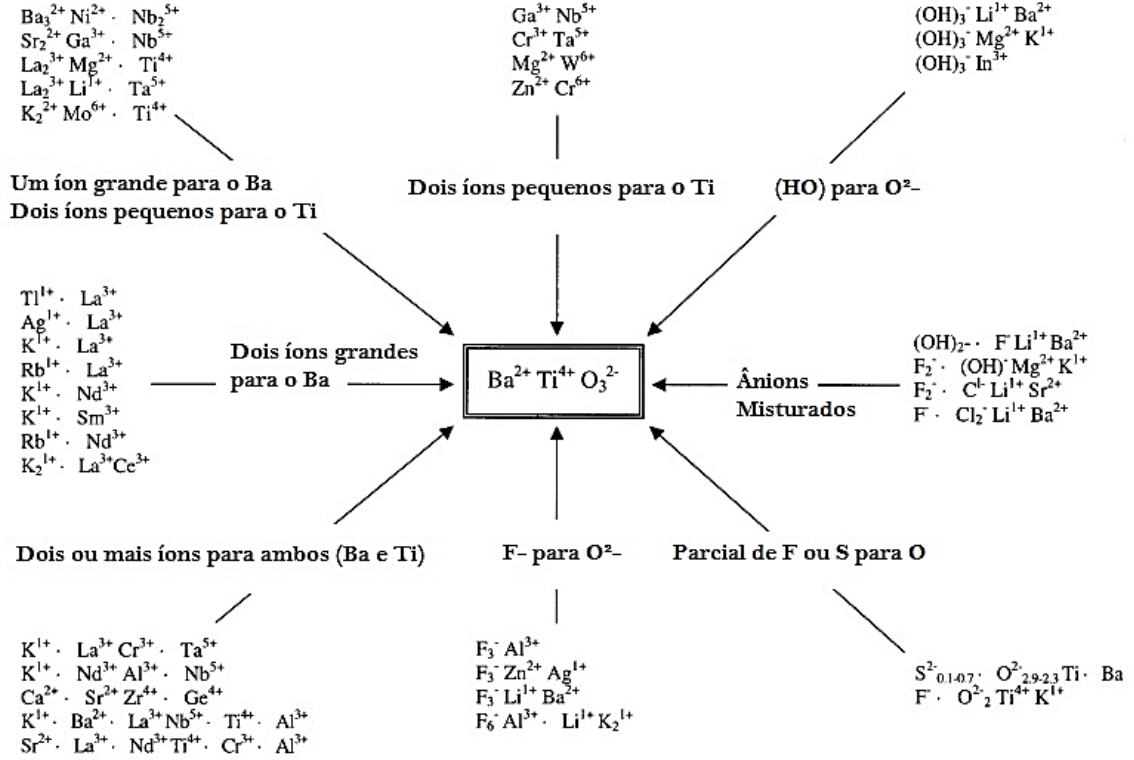 Ba₃²⁺ Ni²⁺ · Nb₂⁵⁺
Sr₂²⁺ Ga³⁺ · Nb⁵⁺
La₂³⁺ Mg²⁺ · Ti⁴⁺
La₂³⁺ Li¹⁺ · Ta⁵⁺
K₂²⁺ Mo⁶⁺ · Ti⁴⁺
Um íon grande para o Ba
Dois íons pequenos para o Ti
Ga³⁺ Nb⁵⁺
Cr³⁺ Ta⁵⁺
Mg²⁺ W⁶⁺
Zn²⁺ Cr⁶⁺
Dois íons pequenos para o Ti
(OH)₃⁻ Li¹⁺ Ba²⁺
(OH)₃⁻ Mg²⁺ K¹⁺
(OH)₃⁻ In³⁺
(HO) para O²–
Tl¹⁺ · La³⁺
Ag¹⁺ · La³⁺
K¹⁺ · La³⁺
Rb¹⁺ · La³⁺
K¹⁺ · Nd³⁺
K¹⁺ · Sm³⁺
Rb¹⁺ · Nd³⁺
K₂¹⁺ · La³⁺Ce³⁺
Dois íons grandes
para o Ba
Ba²⁺ Ti⁴⁺ O₃²⁻
Ânions
Misturados
(OH)₂-· F⁻Li¹⁺Ba²⁺
F₂⁻· (OH)⁻Mg²⁺K¹⁺
F₂⁻· Cˡ⁻Li¹⁺Sr²⁺
F⁻· Cl₂⁻Li¹⁺Ba²⁺
Dois ou mais íons para ambos (Ba e Ti)
K¹⁺· La³⁺Cr³⁺· Ta⁵⁺
K¹⁺· Nd³⁺Al³⁺· Nb⁵⁺
Ca²⁺· Sr²⁺Zr⁴⁺· Ge⁴⁺
K¹⁺· Ba²⁺· La³⁺Nb⁵⁺· Ti⁴⁺· Al³⁺
Sr²⁺· La³⁺· Nd³⁺Ti⁴⁺· Cr³⁺· Al³⁺
F– para O²–
F₃⁻ Al³⁺
F₃⁻ Zn²⁺ Ag¹⁺
F₃⁻ Li¹⁺ Ba²⁺
F₆⁻ Al³⁺· Li¹⁺ K₂¹⁺
Parcial de F ou S para O
S²⁻₀.₁₋₀.₇· O²⁻₂.₉₋₂.₃Ti · Ba
F⁻· O²⁻₂ Ti⁴⁺ K¹⁺